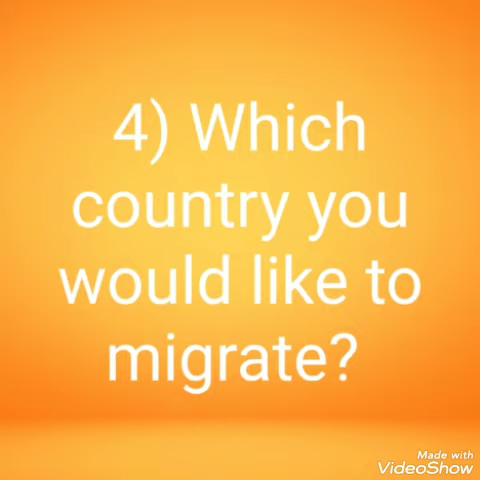 4) Which
country you
would like to
migrate?
Made with
VideoShow